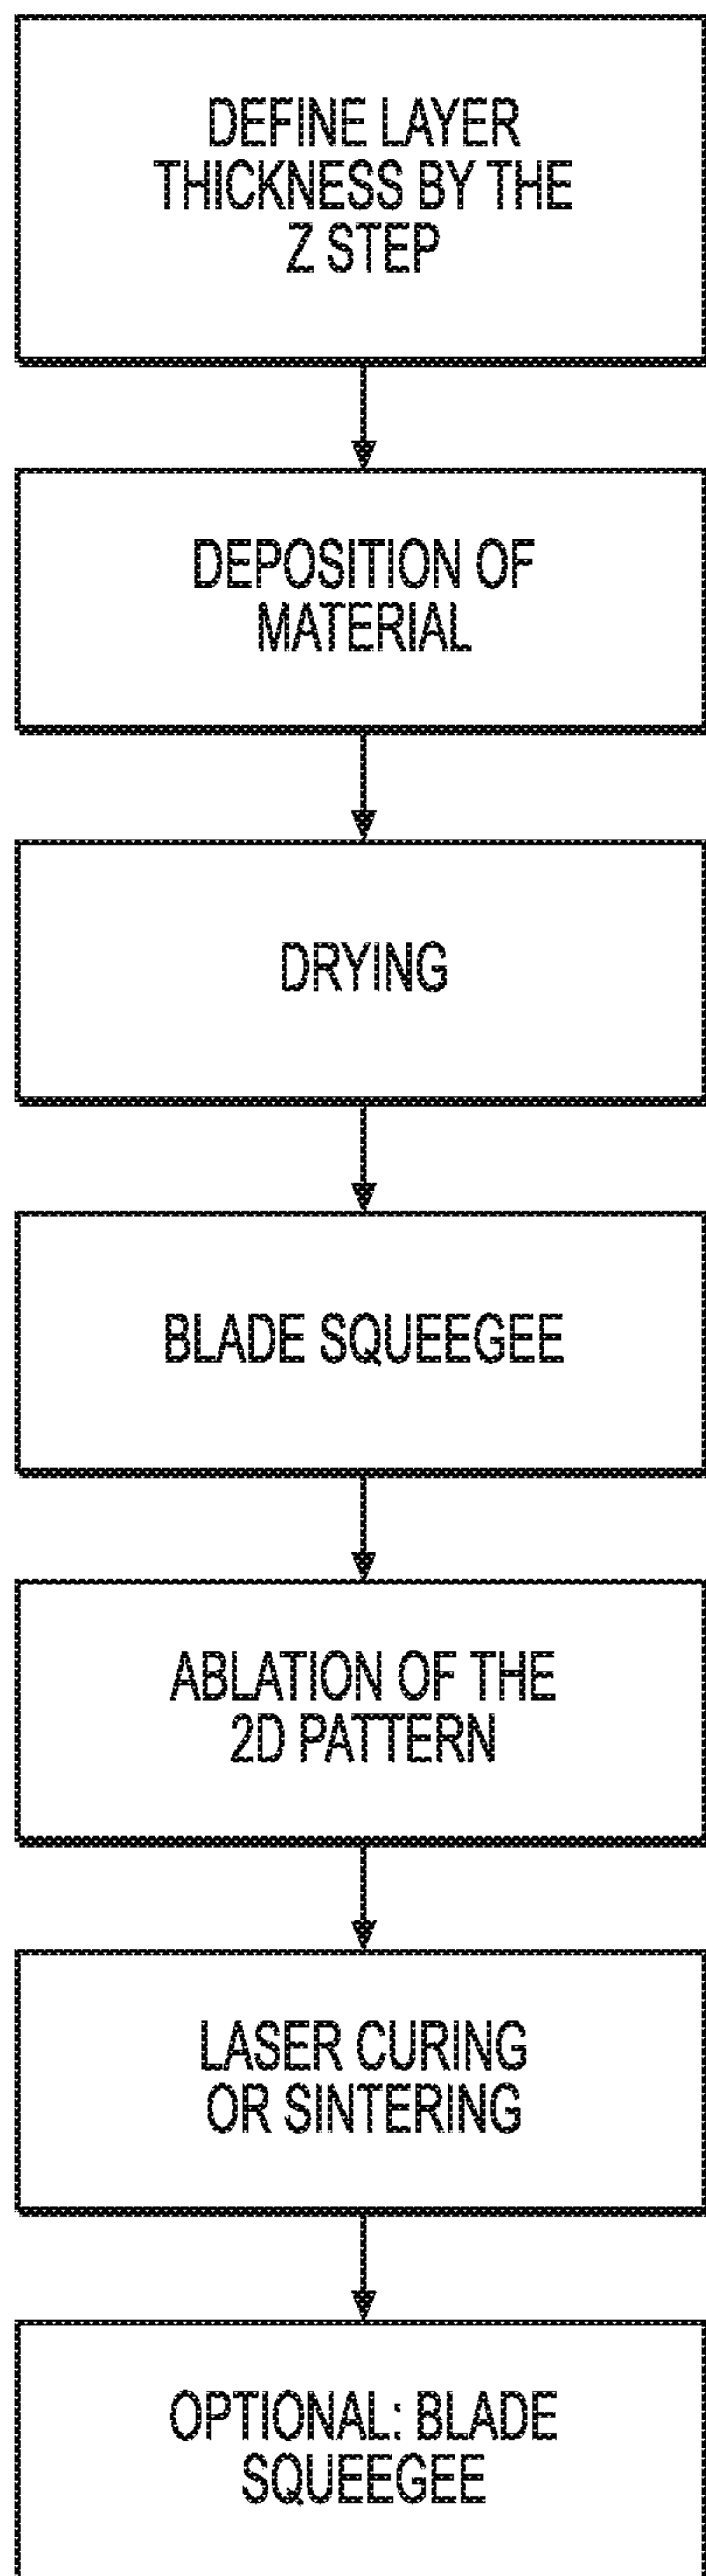 DEFINE LAYER
THICKNESS BY THE
Z STEP
DEPOSITION OF
MATERIAL
DRYING
BLADE SQUEEGEE
ABLATION OF THE
2D PATTERN
LASER CURING
OR SINTERING
OPTIONAL: BLADE
SQUEEGEE